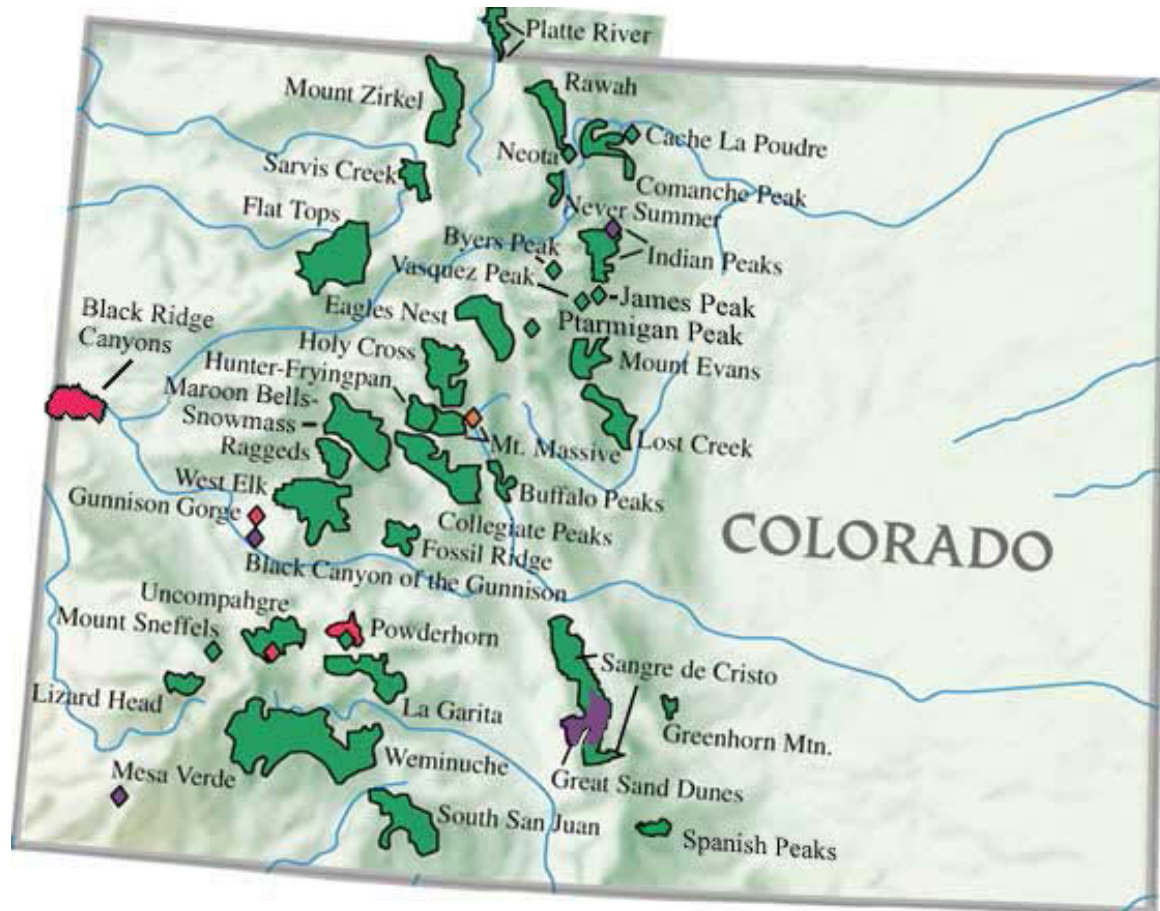 Platte River
Rawah
Mount Zirkel
Cache La Poudre
Neota
Sarvis Creek
Comanche Peak
Flat Tops
Never Summer
Byers Peak
Indian Peaks
Vasquez Peak
James Peak
Black Ridge
Canyons
Eagles Nest
Ptarmigan Peak
Holy Cross
Mount Evans
Hunter-Fryingpan
Maroon Bells-
Snowmass
Lost Creek
Raggeds
Mt. Massive
West Elk
Buffalo Peaks
Gunnison Gorge
Collegiate Peaks
COLORADO
Fossil Ridge
Black Canyon of the Gunnison
Uncompahgre
Mount Sneffels
Powderhorn
Sangre de Cristo
Lizard Head
La Garita
Greenhorn Mtn.
Weminuche
Mesa Verde
Great Sand Dunes
South San Juan
Spanish Peaks